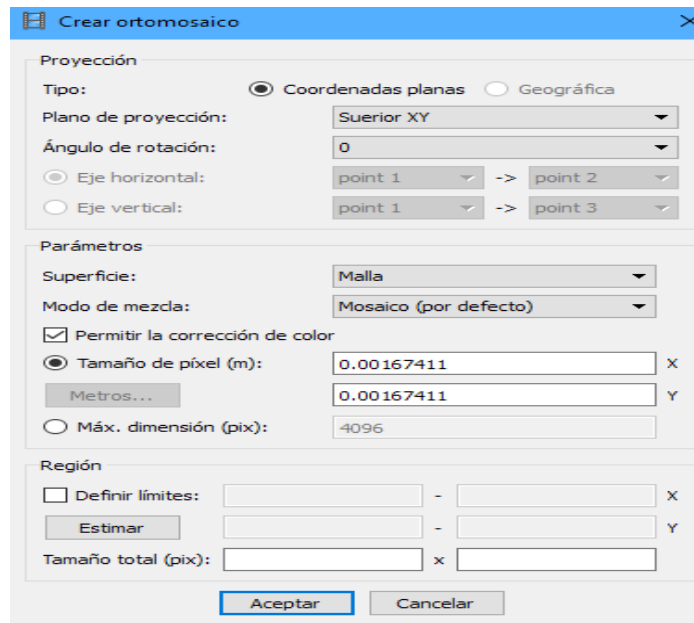 Crear ortomosaico
Proyección
Tipo: Coordenadas planas Geográfica
Plano de proyección: Suerior XY
Ángulo de rotación: 0
Eje horizontal: point 1 -> point 2
Eje vertical: point 1 -> point 3
Parámetros
Superficie: Malla
Modo de mezcla: Mosaico (por defecto)
Permitir la corrección de color
Tamaño de píxel (m): 0.00167411 X
Metros... 0.00167411 Y
Máx. dimensión (pix): 4096
Región
Definir límites: - X
Estimar - Y
Tamaño total (pix): x
Aceptar Cancelar